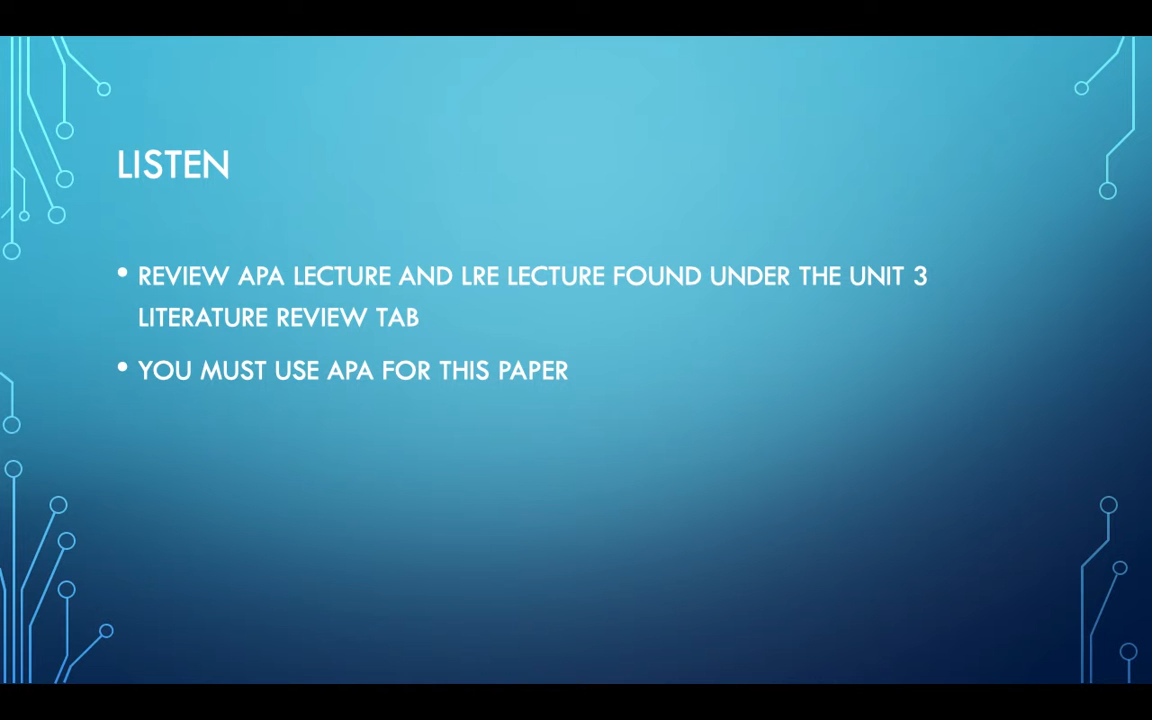 LISTEN
• REVIEW APA LECTURE AND LRE LECTURE FOUND UNDER THE UNIT 3
LITERATURE REVIEW TAB
• YOU MUST USE APA FOR THIS PAPER